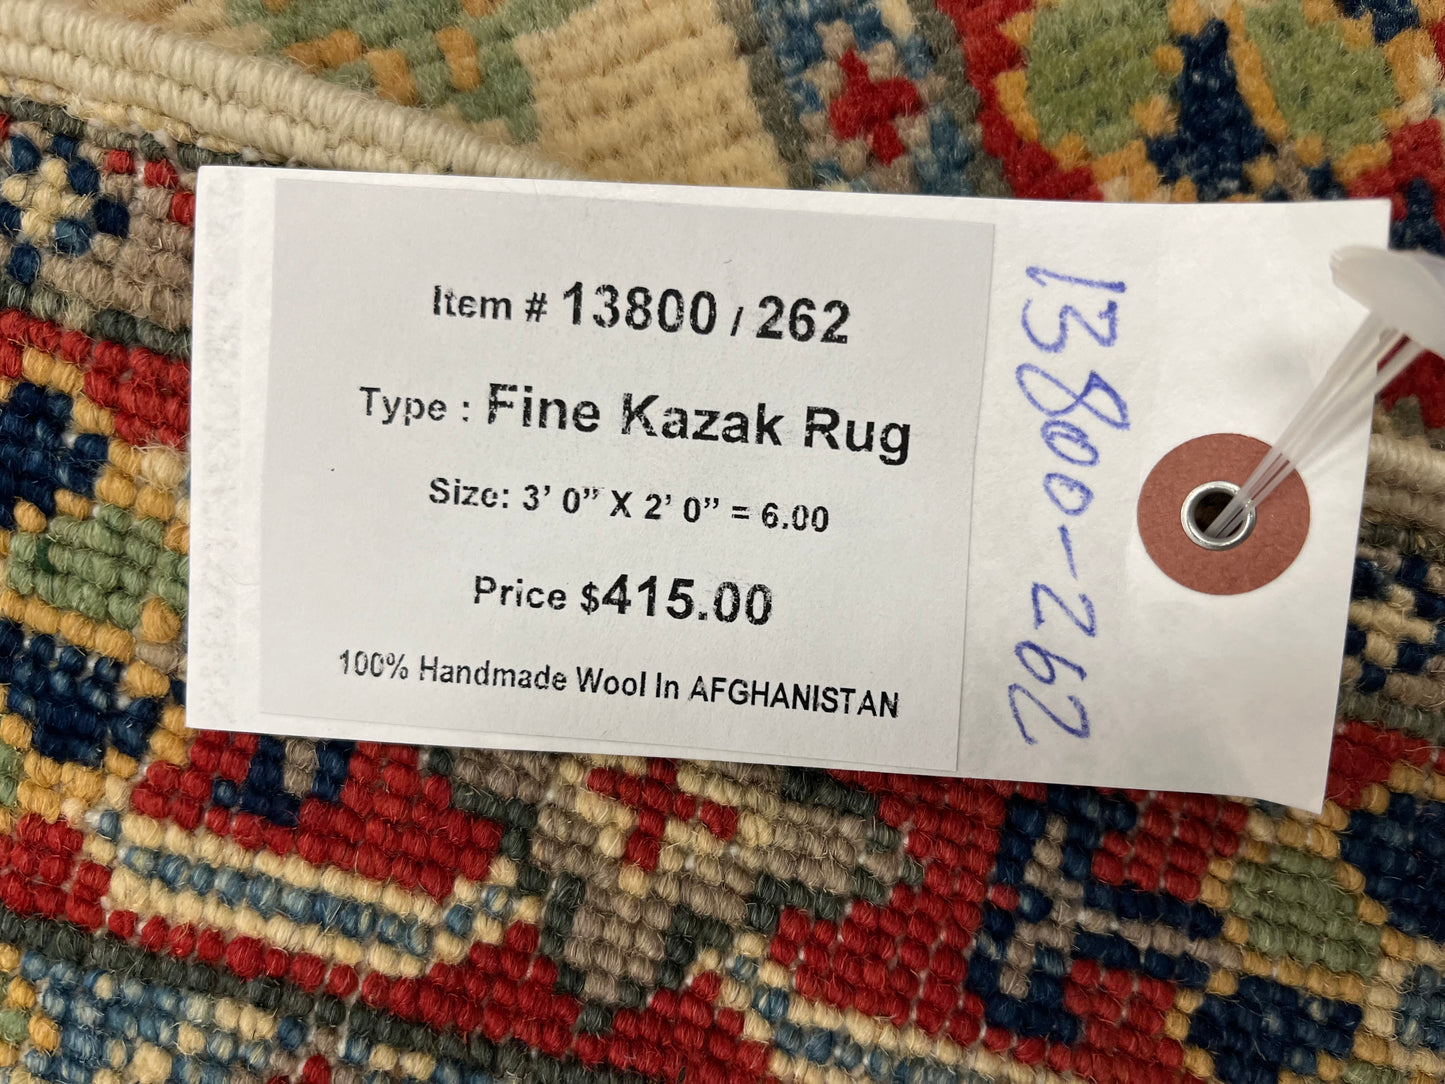 Item # 13800 / 262
Type : Fine Kazak Rug
Size: 3' 0” X 2' 0” = 6.00
Price $415.00
100% Handmade Wool In AFGHANISTAN
13800-262